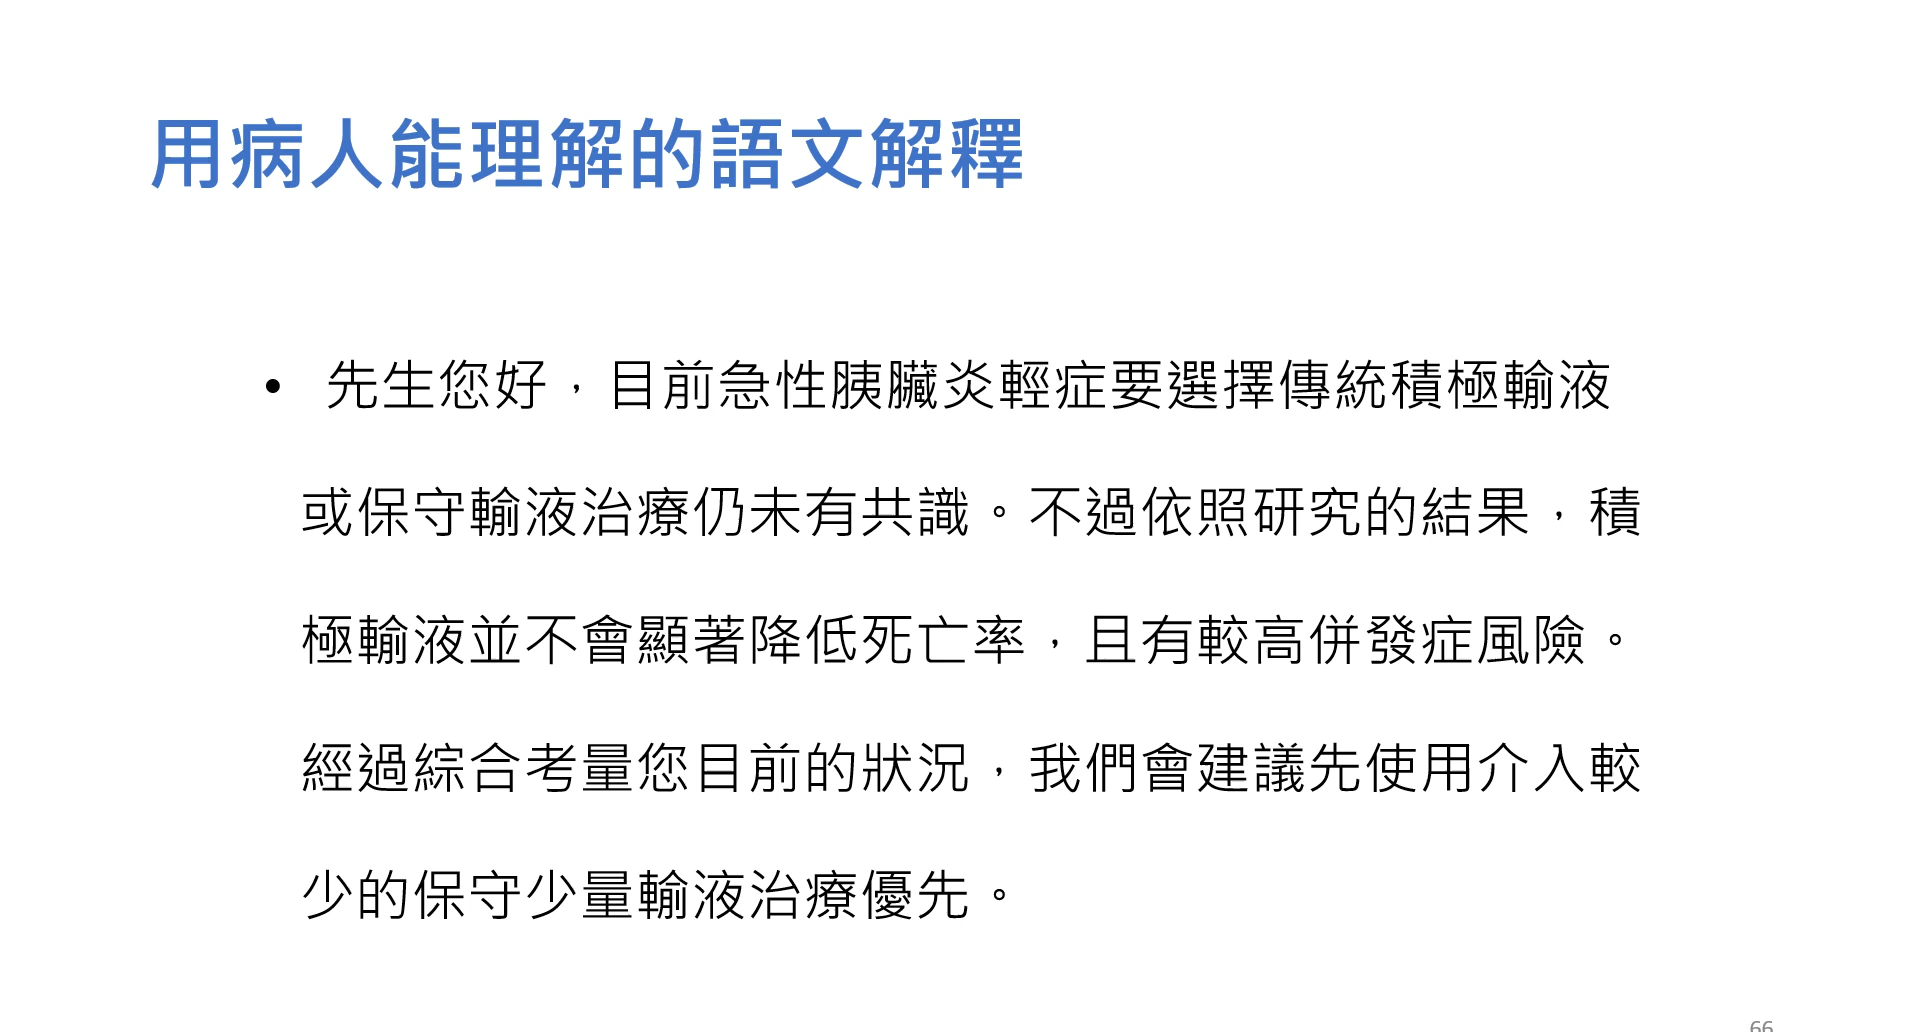 用病人能理解的語文解釋
• 先生您好，目前急性胰臟炎輕症要選擇傳統積極輸液
或保守輸液治療仍未有共識。不過依照研究的結果，積
極輸液並不會顯著降低死亡率，且有較高併發症風險。
經過綜合考量您目前的狀況，我們會建議先使用介入較
少的保守少量輸液治療優先。
66